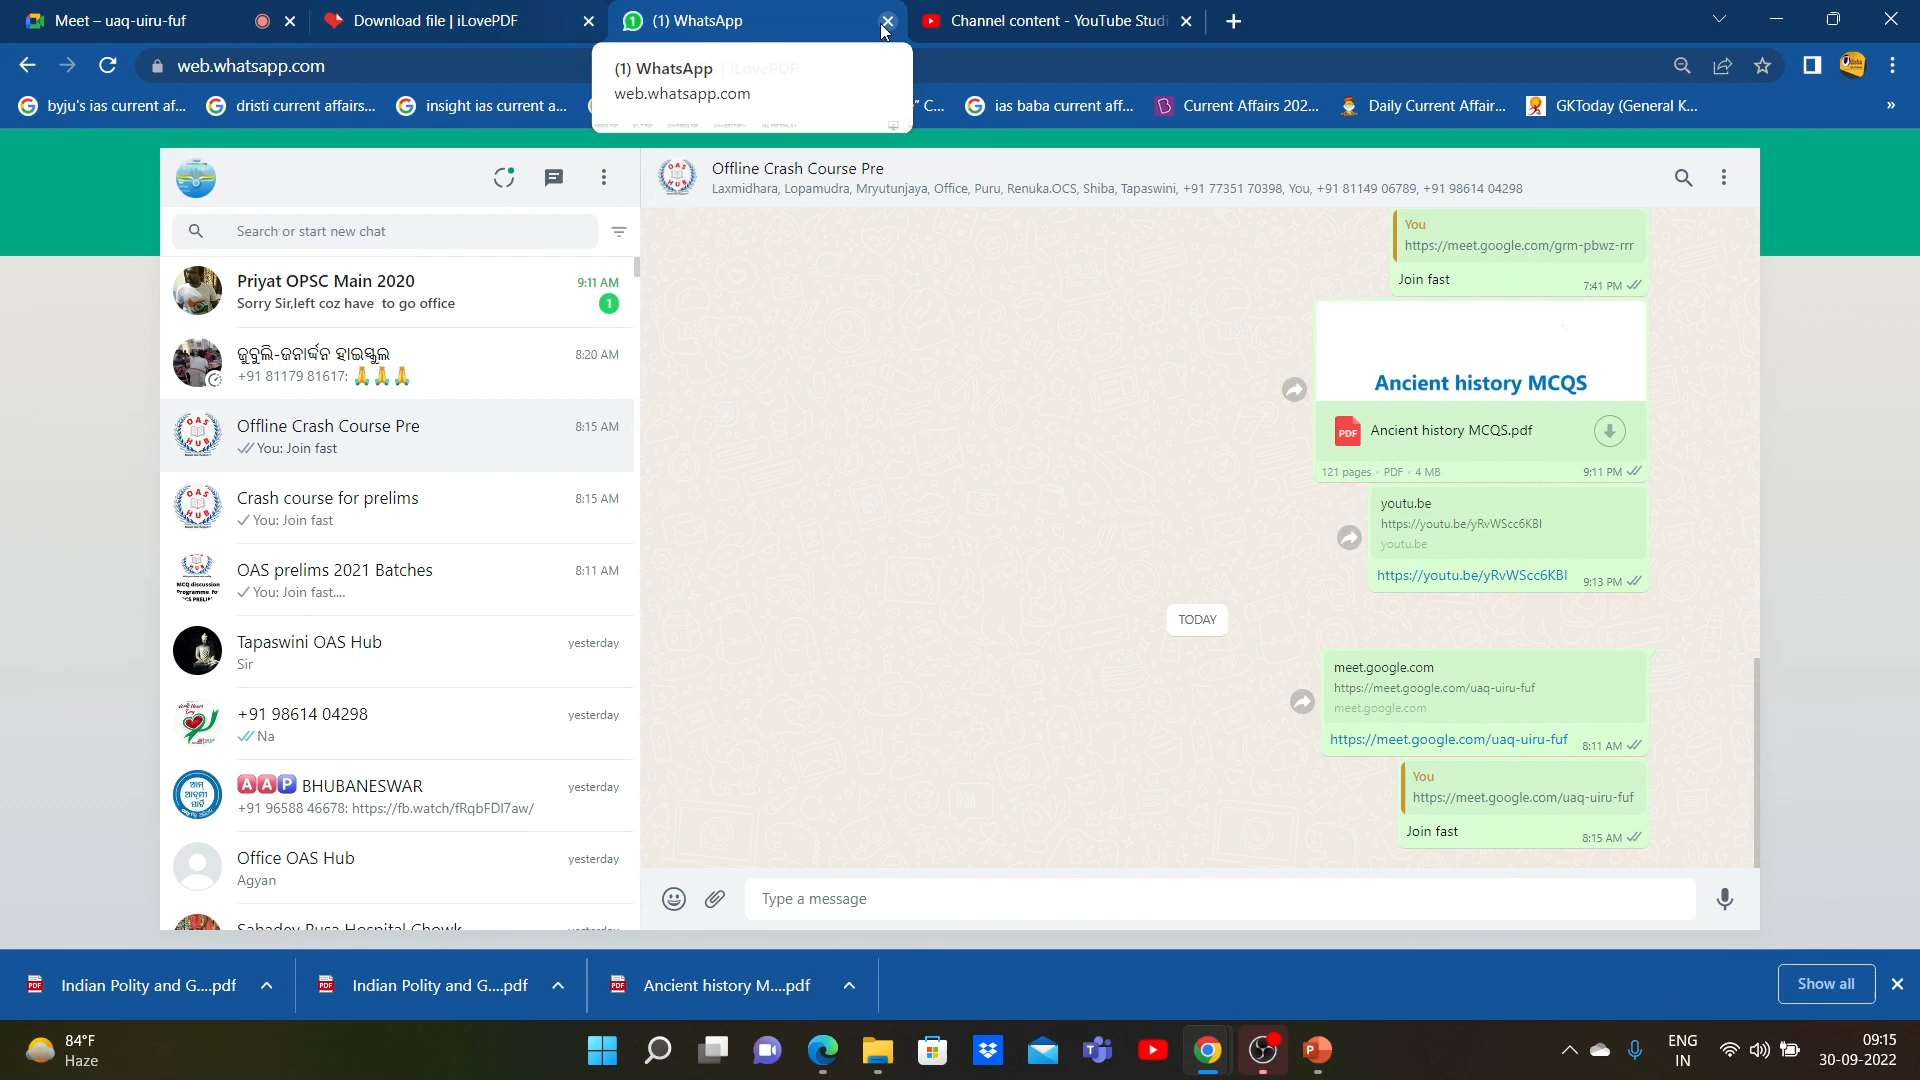 Meet – uaq-uiru-fuf
Download file | iLovePDF
(1) WhatsApp
Channel content - YouTube Studi
web.whatsapp.com
(1) WhatsApp
web.whatsapp.com
byju's ias current af...
dristi current affairs...
insight ias current a...
" C...
ias baba current aff...
Current Affairs 202...
Daily Current Affair...
GKToday (General K...
»
Search or start new chat
Priyat OPSC Main 2020
9:11 AM
Sorry Sir,left coz have to go office
1
ଜୁବୁଲି-ଜନାର୍ଦ୍ଦନ ହାଇସ୍କୁଲ
8:20 AM
+91 81179 81617: 🙏🙏🙏
Offline Crash Course Pre
8:15 AM
You: Join fast
Crash course for prelims
8:15 AM
You: Join fast
OAS prelims 2021 Batches
8:11 AM
You: Join fast....
Tapaswini OAS Hub
yesterday
Sir
+91 98614 04298
yesterday
Na
🅰🅰🅿 BHUBANESWAR
yesterday
+91 96588 46678: https://fb.watch/fRqbFDI7aw/
Office OAS Hub
yesterday
Agyan
Offline Crash Course Pre
Laxmidhara, Lopamudra, Mryutunjaya, Office, Puru, Renuka.OCS, Shiba, Tapaswini, +91 77351 70398, You, +91 81149 06789, +91 98614 04298
You
https://meet.google.com/grm-pbwz-rrr
Join fast
7:41 PM
Ancient history MCQS
PDF
Ancient history MCQS.pdf
121 pages • PDF • 4 MB
9:11 PM
youtu.be
https://youtu.be/yRvWScc6KBI
youtu.be
https://youtu.be/yRvWScc6KBI
9:13 PM
TODAY
meet.google.com
https://meet.google.com/uaq-uiru-fuf
meet.google.com
https://meet.google.com/uaq-uiru-fuf
8:11 AM
You
https://meet.google.com/uaq-uiru-fuf
Join fast
8:15 AM
Type a message
Indian Polity and G....pdf
Indian Polity and G....pdf
Ancient history M....pdf
Show all
84°F
Haze
ENG
IN
09:15
30-09-2022